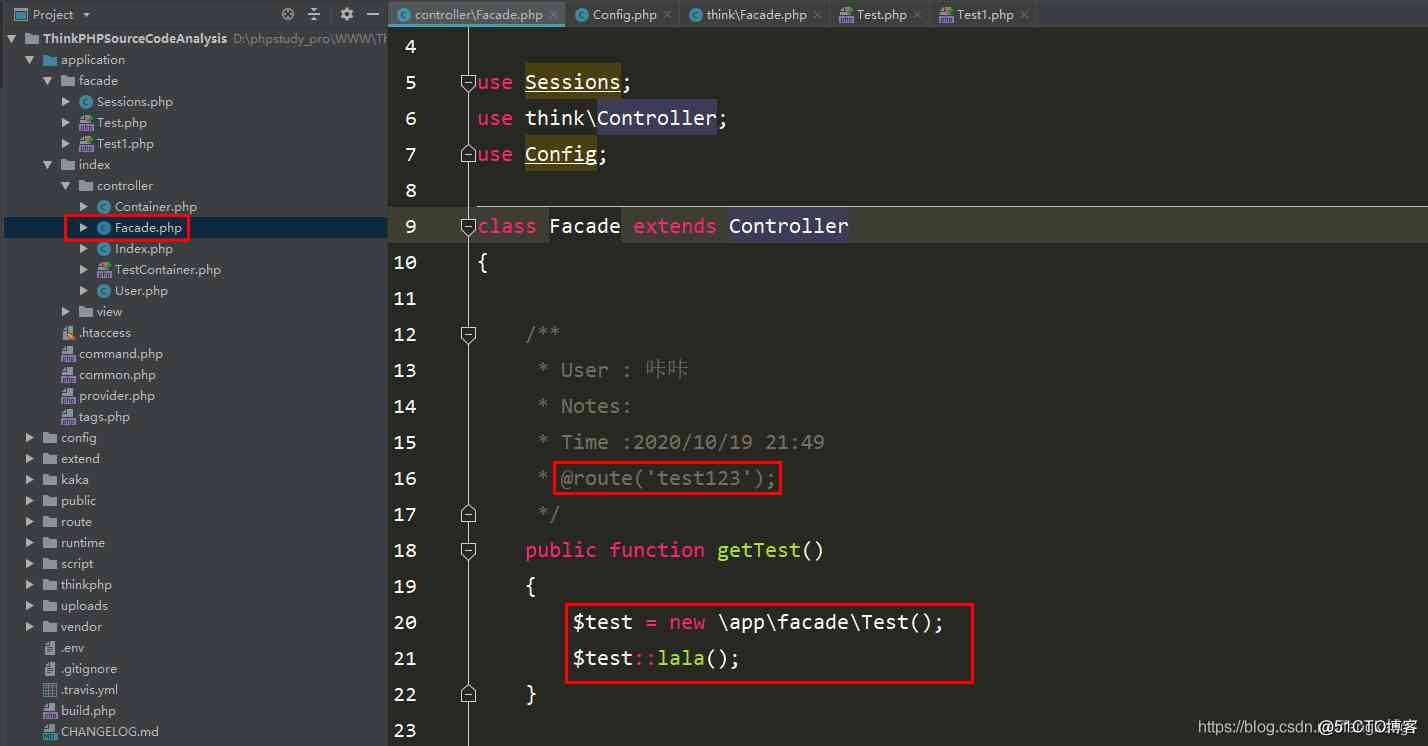 Project
controller\Facade.php
Config.php
think\Facade.php
Test.php
Test1.php
ThinkPHPSourceCodeAnalysis D:\phpstudy_pro\WWW\Th
application
facade
Sessions.php
Test.php
Test1.php
index
controller
Container.php
Facade.php
Index.php
TestContainer.php
User.php
view
.htaccess
command.php
common.php
provider.php
tags.php
config
extend
kaka
public
route
runtime
script
thinkphp
uploads
vendor
.env
.gitignore
.travis.yml
build.php
CHANGELOG.md
4
5 use Sessions;
6 use think\Controller;
7 use Config;
8
9 class Facade extends Controller
10 {
11
12 /**
13 * User : 咔咔
14 * Notes:
15 * Time :2020/10/19 21:49
16 * @route('test123');
17 */
18 public function getTest()
19 {
20 $test = new \app\facade\Test();
21 $test::lala();
22 }
23
https://blog.csdn.n
@51CTO博客